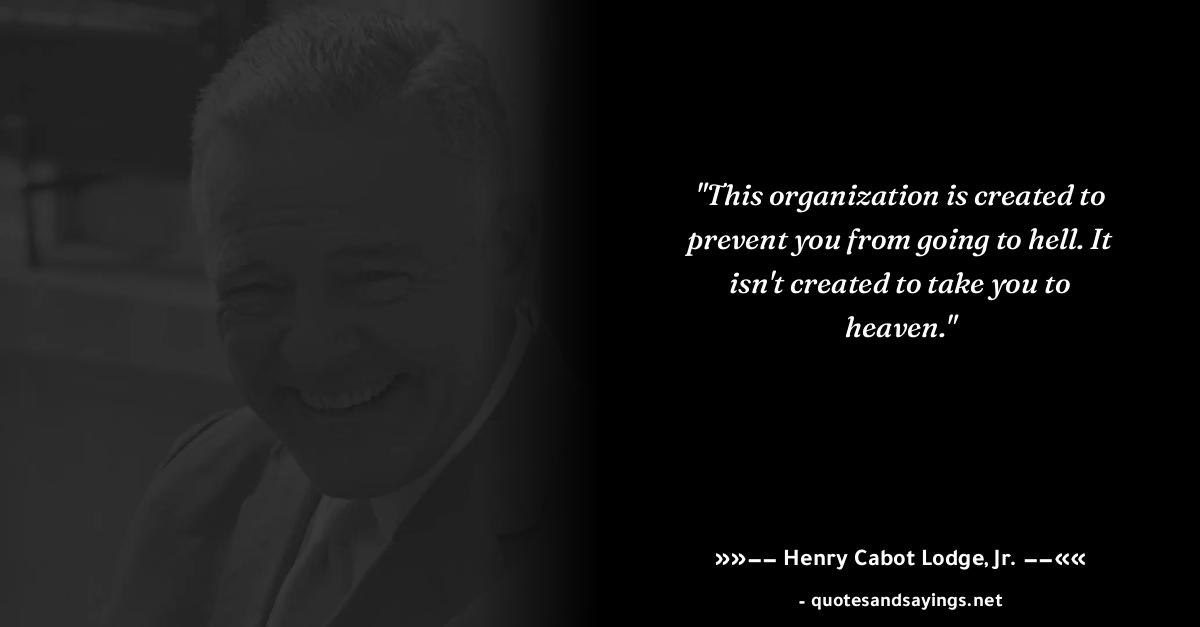 "This organization is created to
prevent you from going to hell. It
isn't created to take you to
heaven."
»»–– Henry Cabot Lodge, Jr. ––««
- quotesandsayings.net